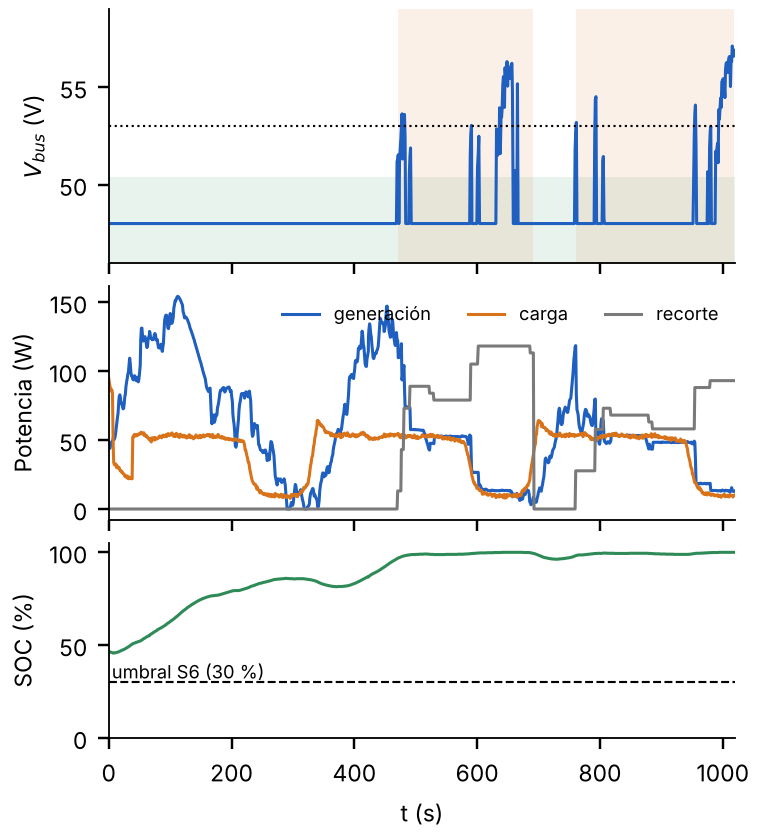 V_bus (V)
55
50
generación
carga
recorte
Potencia (W)
150
100
50
0
SOC (%)
100
50
0
umbral S6 (30 %)
0
200
400
600
800
1000
t (s)